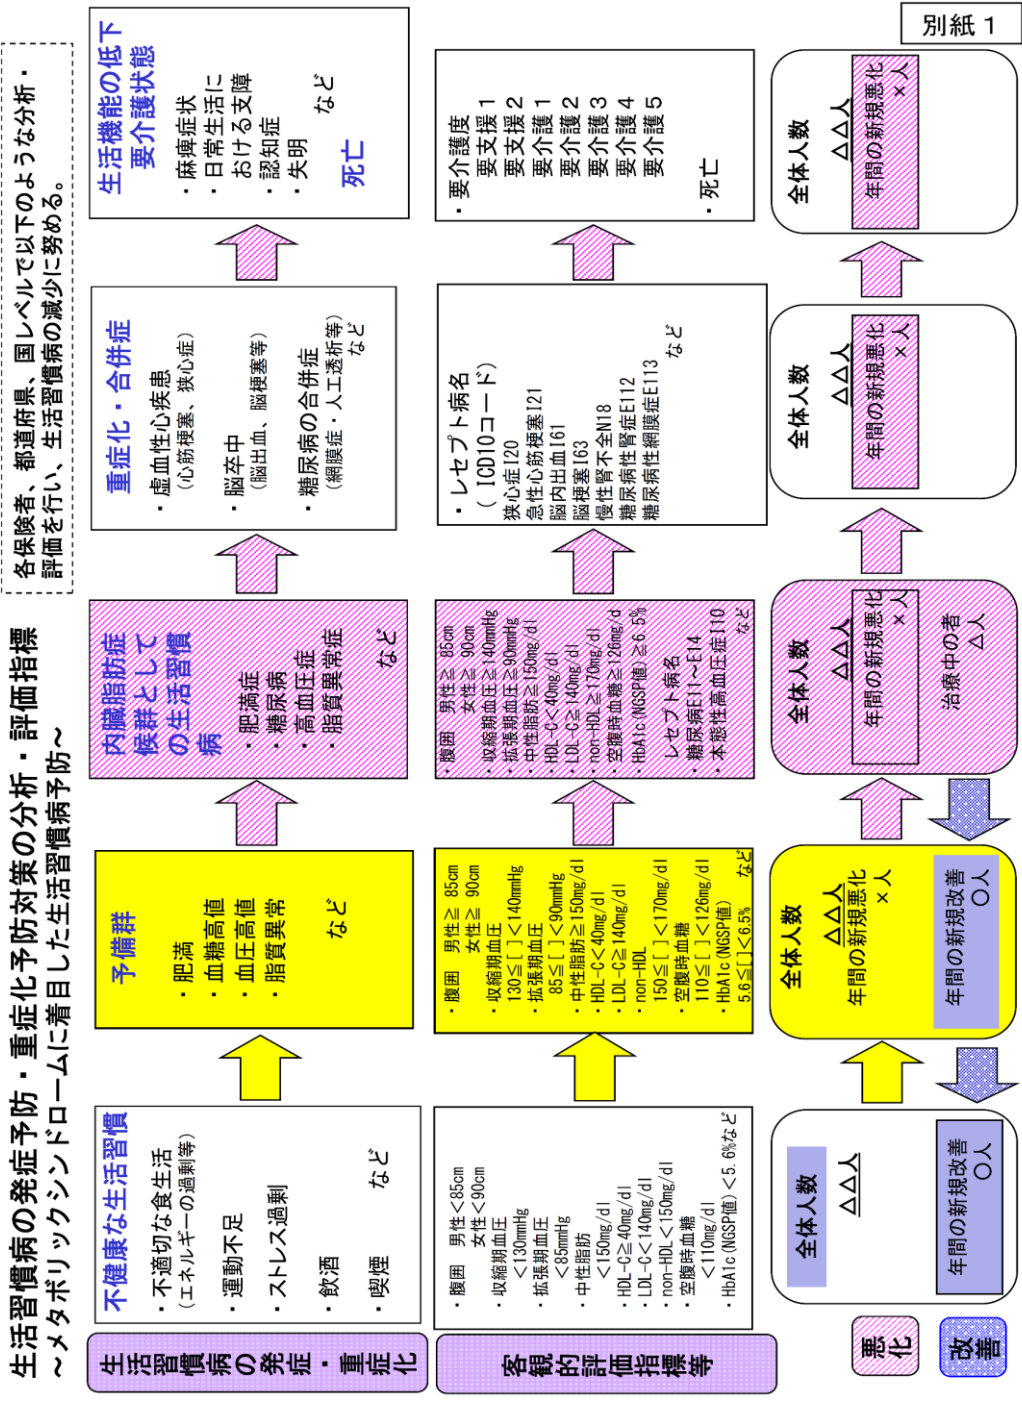 別紙１
生活習慣病の発症予防・重症化予防対策の分析・評価指標
～メタボリックシンドロームに着目した生活習慣病予防～
各保険者、都道府県、国レベルで以下のような分析・
評価を行い、生活習慣病の減少に努める。
生活習慣病の発症・重症化
不健康な生活習慣
・不適切な食生活
(エネルギーの過剰等)
・運動不足
・ストレス過剰
・飲酒
・喫煙　など
予備群
・肥満
・血糖高値
・血圧高値
・脂質異常
など
内臓脂肪症
候群として
の生活習慣
病
・肥満症
・糖尿病
・高血圧症
・脂質異常症
など
重症化・合併症
・虚血性心疾患
(心筋梗塞、狭心症)
・脳卒中
(脳出血、脳梗塞等)
・糖尿病の合併症
(網膜症・人工透析等)
など
生活機能の低下
要介護状態
・麻痺症状
・日常生活に
おける支障
・認知症
・失明
など
死亡
客観的評価指標等
・腹囲　男性＜85cm
女性＜90cm
・収縮期血圧
＜130mmHg
・拡張期血圧
＜85mmHg
・中性脂肪
＜150mg/dl
・HDL-C≧40mg/dl
・LDL-C＜140mg/dl
・non-HDL＜150mg/dl
・空腹時血糖
＜110mg/dl
・HbA1c(NGSP値)＜5.6%など
・腹囲　男性≧ 85cm
女性≧ 90cm
・収縮期血圧
130≦[ ]＜140mmHg
・拡張期血圧
85≦[ ]＜90mmHg
・中性脂肪≧150mg/dl
・HDL-C＜40mg/dl
・LDL-C≧140mg/dl
・non-HDL
150≦[ ]＜170mg/dl
・空腹時血糖
110≦[ ]＜126mg/dl
・HbA1c(NGSP値)
5.6≦[ ]＜6.5%　など
・腹囲　男性≧ 85cm
女性≧ 90cm
・収縮期血圧≧140mmHg
・拡張期血圧≧90mmHg
・中性脂肪≧150mg/dl
・HDL-C＜40mg/dl
・LDL-C≧140mg/dl
・non-HDL≧170mg/dl
・空腹時血糖≧126mg/d
・HbA1c(NGSP値)≧6.5%
レセプト病名
・糖尿病E11～E14
・本態性高血圧症I10
など
・レセプト病名
( ICD10コード)
狭心症I20
急性心筋梗塞I21
脳内出血I61
脳梗塞I63
慢性腎不全N18
糖尿病性腎症E112
糖尿病性網膜症E113
など
・要介護度
要支援1
要支援2
要介護1
要介護2
要介護3
要介護4
要介護5
・死亡
悪化
改善
全体人数
△△人
年間の新規改善
○人
全体人数
△△人
年間の新規悪化
×人
年間の新規改善
○人
全体人数
△△人
年間の新規悪化
×人
治療中の者
△人
全体人数
△△人
年間の新規悪化
×人
全体人数
△△人
年間の新規悪化
×人